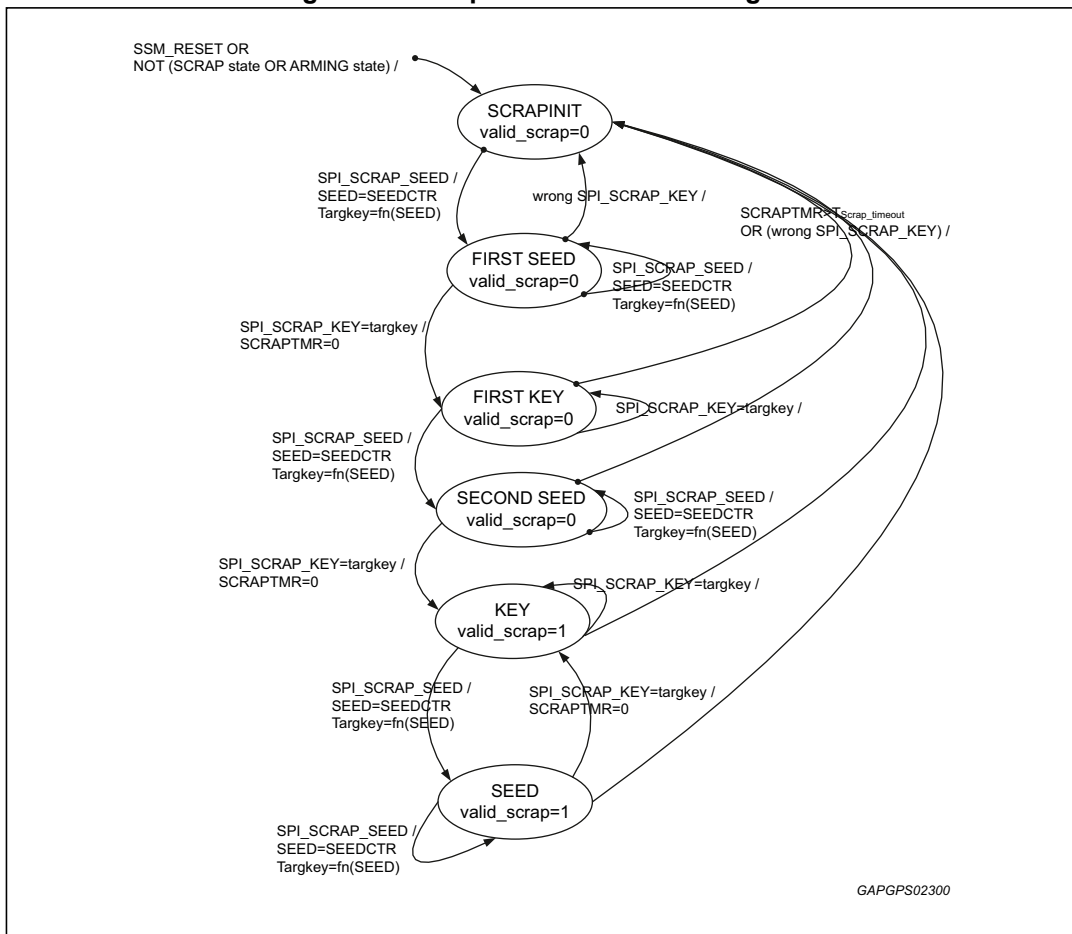 SSM_RESET OR
NOT (SCRAP state OR ARMING state) /
SCRAPINIT
valid_scrap=0
SPI_SCRAP_SEED /
SEED=SEEDCTR
Targkey=fn(SEED)
wrong SPI_SCRAP_KEY /
SCRAPTMR>TScrap_timeout
OR (wrong SPI_SCRAP_KEY) /
FIRST SEED
valid_scrap=0
SPI_SCRAP_SEED /
SEED=SEEDCTR
Targkey=fn(SEED)
SPI_SCRAP_KEY=targkey /
SCRAPTMR=0
FIRST KEY
valid_scrap=0
SPI_SCRAP_KEY=targkey /
SPI_SCRAP_SEED /
SEED=SEEDCTR
Targkey=fn(SEED)
SECOND SEED
valid_scrap=0
SPI_SCRAP_SEED /
SEED=SEEDCTR
Targkey=fn(SEED)
SPI_SCRAP_KEY=targkey /
SCRAPTMR=0
KEY
valid_scrap=1
SPI_SCRAP_KEY=targkey /
SPI_SCRAP_SEED /
SEED=SEEDCTR
Targkey=fn(SEED)
SPI_SCRAP_KEY=targkey /
SCRAPTMR=0
SEED
valid_scrap=1
SPI_SCRAP_SEED /
SEED=SEEDCTR
Targkey=fn(SEED)
GAPGPS02300